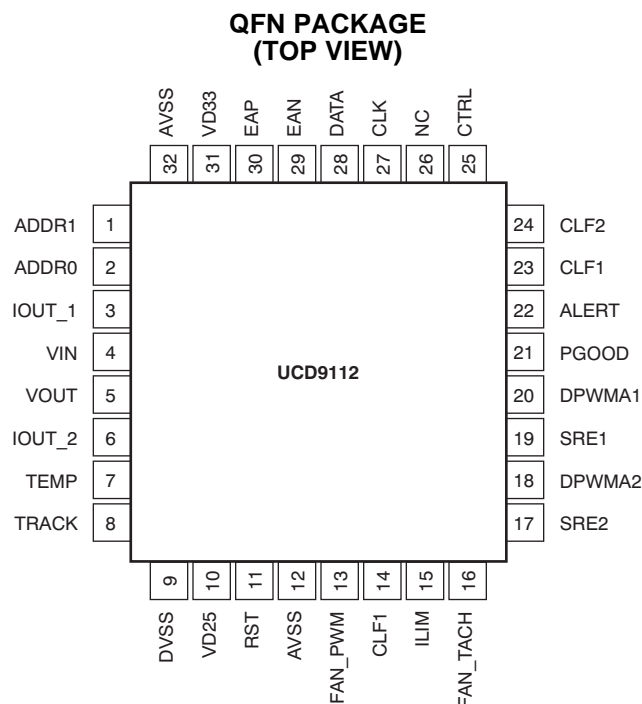 QFN PACKAGE
(TOP VIEW)
AVSS
VD33
EAP
EAN
DATA
CLK
NC
CTRL
32
31
30
29
28
27
26
25
ADDR1 1
ADDR0 2
IOUT_1 3
VIN 4
VOUT 5
IOUT_2 6
TEMP 7
TRACK 8
UCD9112
24 CLF2
23 CLF1
22 ALERT
21 PGOOD
20 DPWMA1
19 SRE1
18 DPWMA2
17 SRE2
9
10
11
12
13
14
15
16
DVSS
VD25
RST
AVSS
FAN_PWM
CLF1
ILIM
FAN_TACH